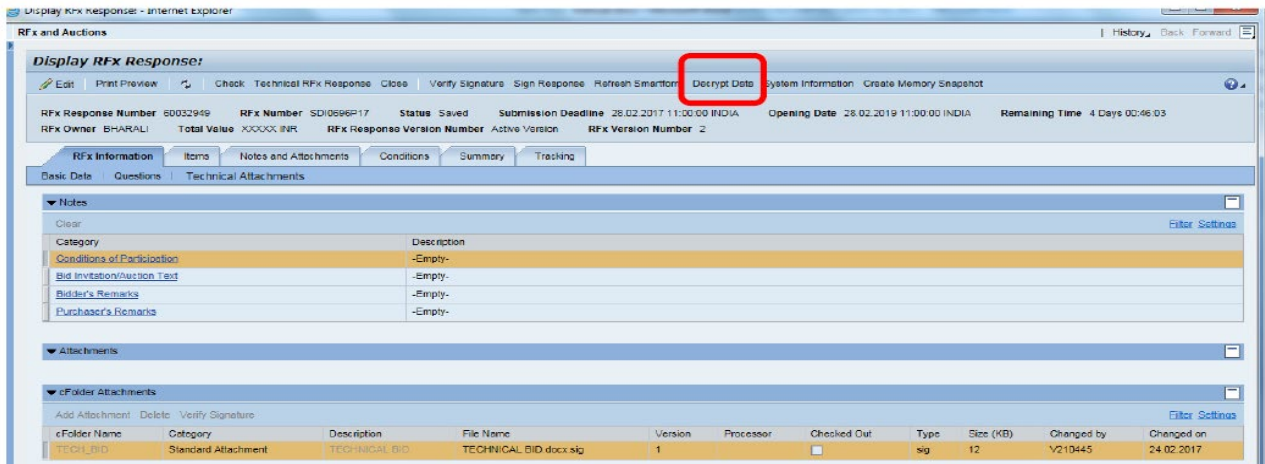 Display RFx Response: - Internet Explorer
RFx and Auctions | History Back Forward
Display RFx Response:
Edit Print Preview Check Technical RFx Response Close Verify Signature Sign Response Refresh Smartform Decrypt Data System Information Create Memory Snapshot
RFx Response Number 60032949 RFx Number SDI0696P17 Status Saved Submission Deadline 28.02.2017 11:00:00 INDIA Opening Date 28.02.2019 11:00:00 INDIA Remaining Time 4 Days 00:46:03
RFx Owner BHARALI Total Value XXXXX INR RFx Response Version Number Active Version RFx Version Number 2
RFx Information Items Notes and Attachments Conditions Summary Tracking
Basic Data Questions Technical Attachments
Notes
Clear Filter Settings
Category Description
Conditions of Participation -Empty-
Bid Invitation/Auction Text -Empty-
Bidder's Remarks -Empty-
Purchaser's Remarks -Empty-
Attachments
cFolder Attachments
Add Attachment Delete Verify Signature Filter Settings
cFolder Name Category Description File Name Version Processor Checked Out Type Size (KB) Changed by Changed on
TECH_BID Standard Attachment TECHNICAL BID TECHNICAL BID.docx.sig 1 sig 12 V210445 24.02.2017